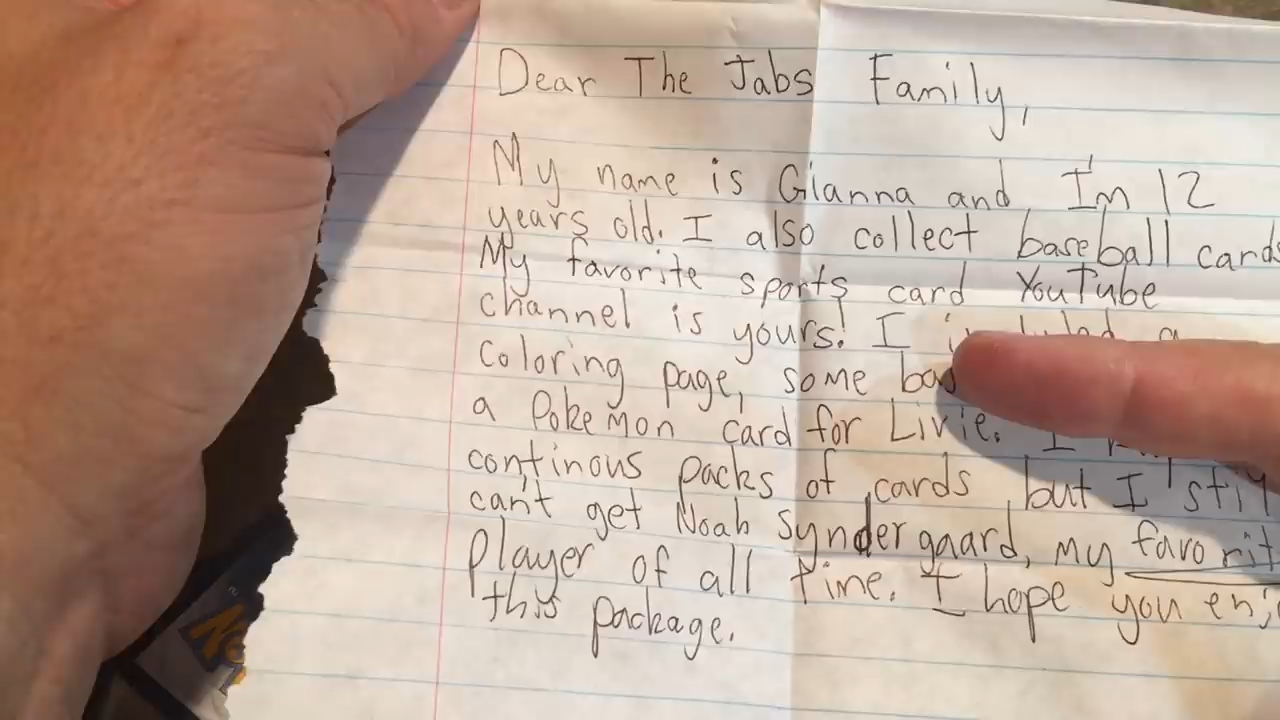 Dear The Jabs Family,
My name is Gianna and I'm 12
years old. I also collect baseball cards
My favorite sports card YouTube
channel is yours! I
coloring page, some
a Pokemon card for Livie. I
continous packs of cards but I
can't get Noah Syndergaard, my
player of all time. I hope you
this package.